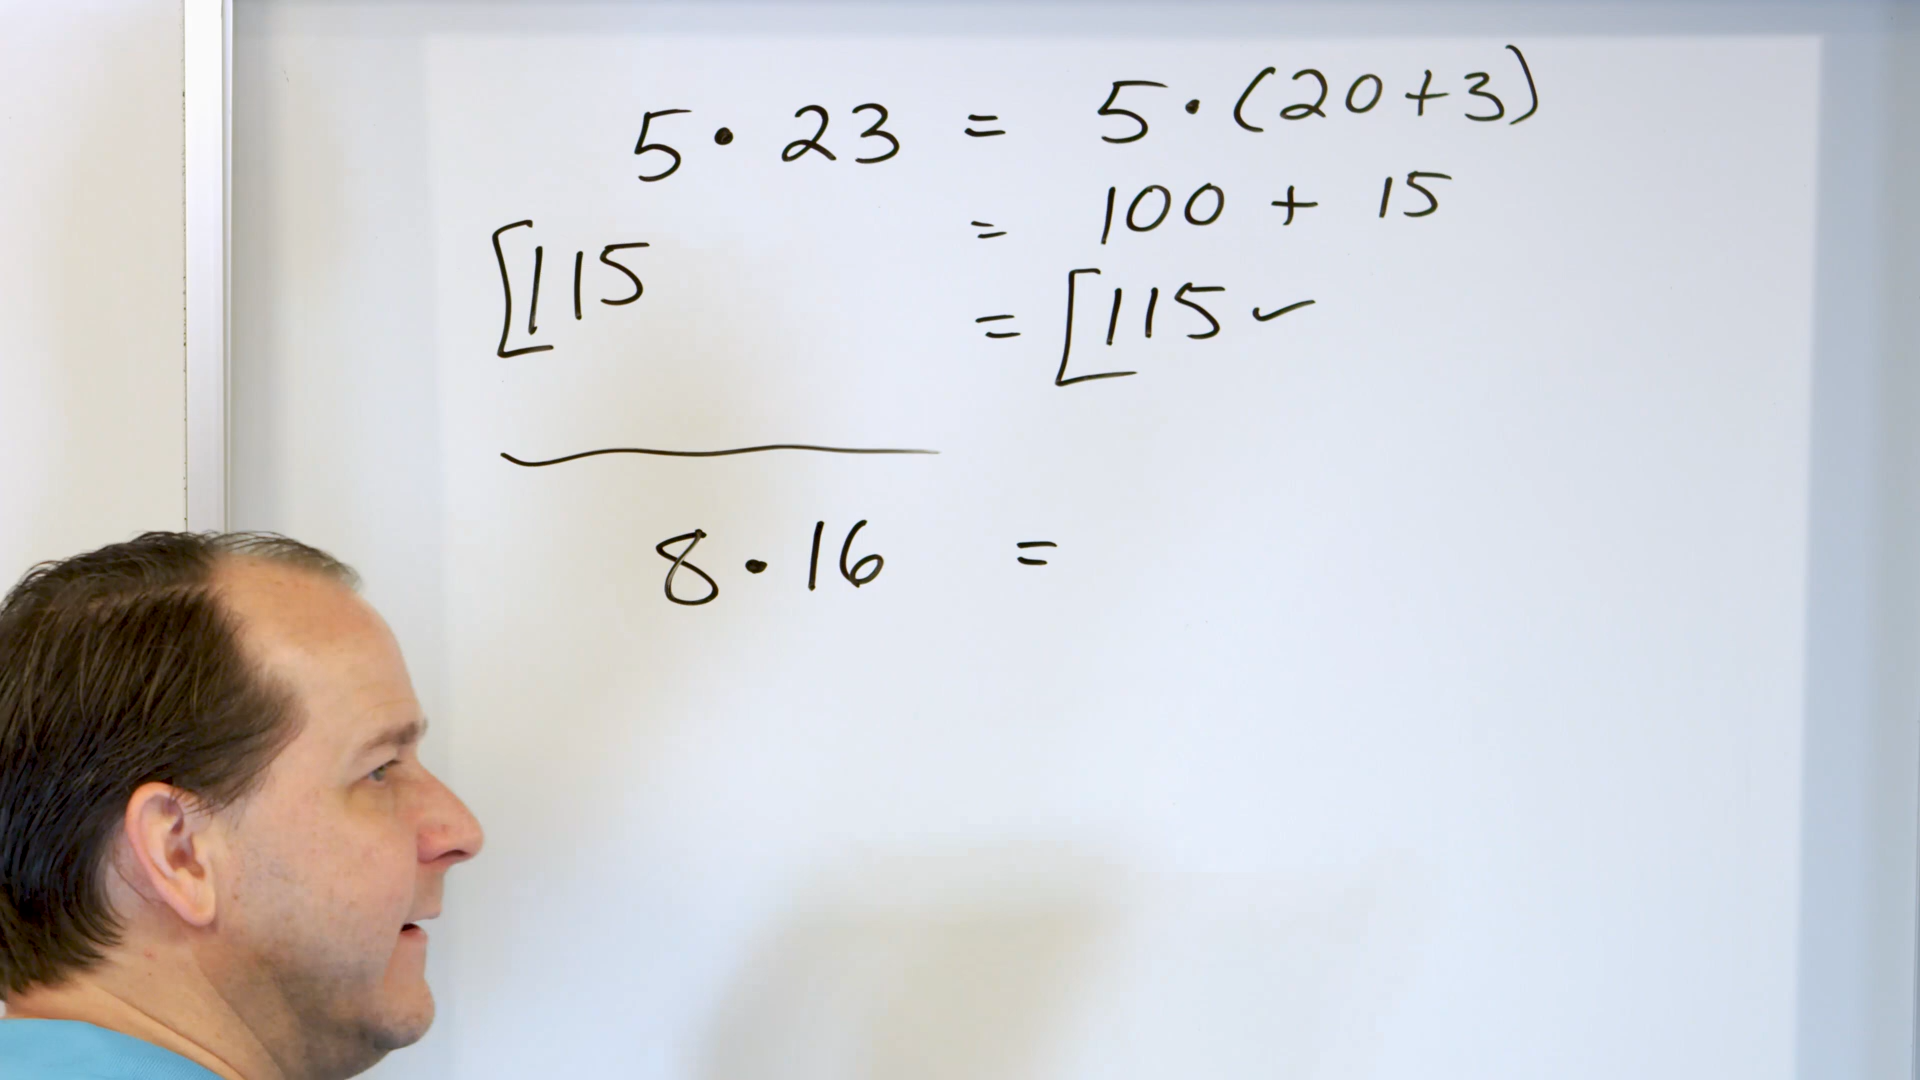 5 · 23 = 5 · (20 + 3)
= 100 + 15
[115 = [115 ✓
8 · 16 =